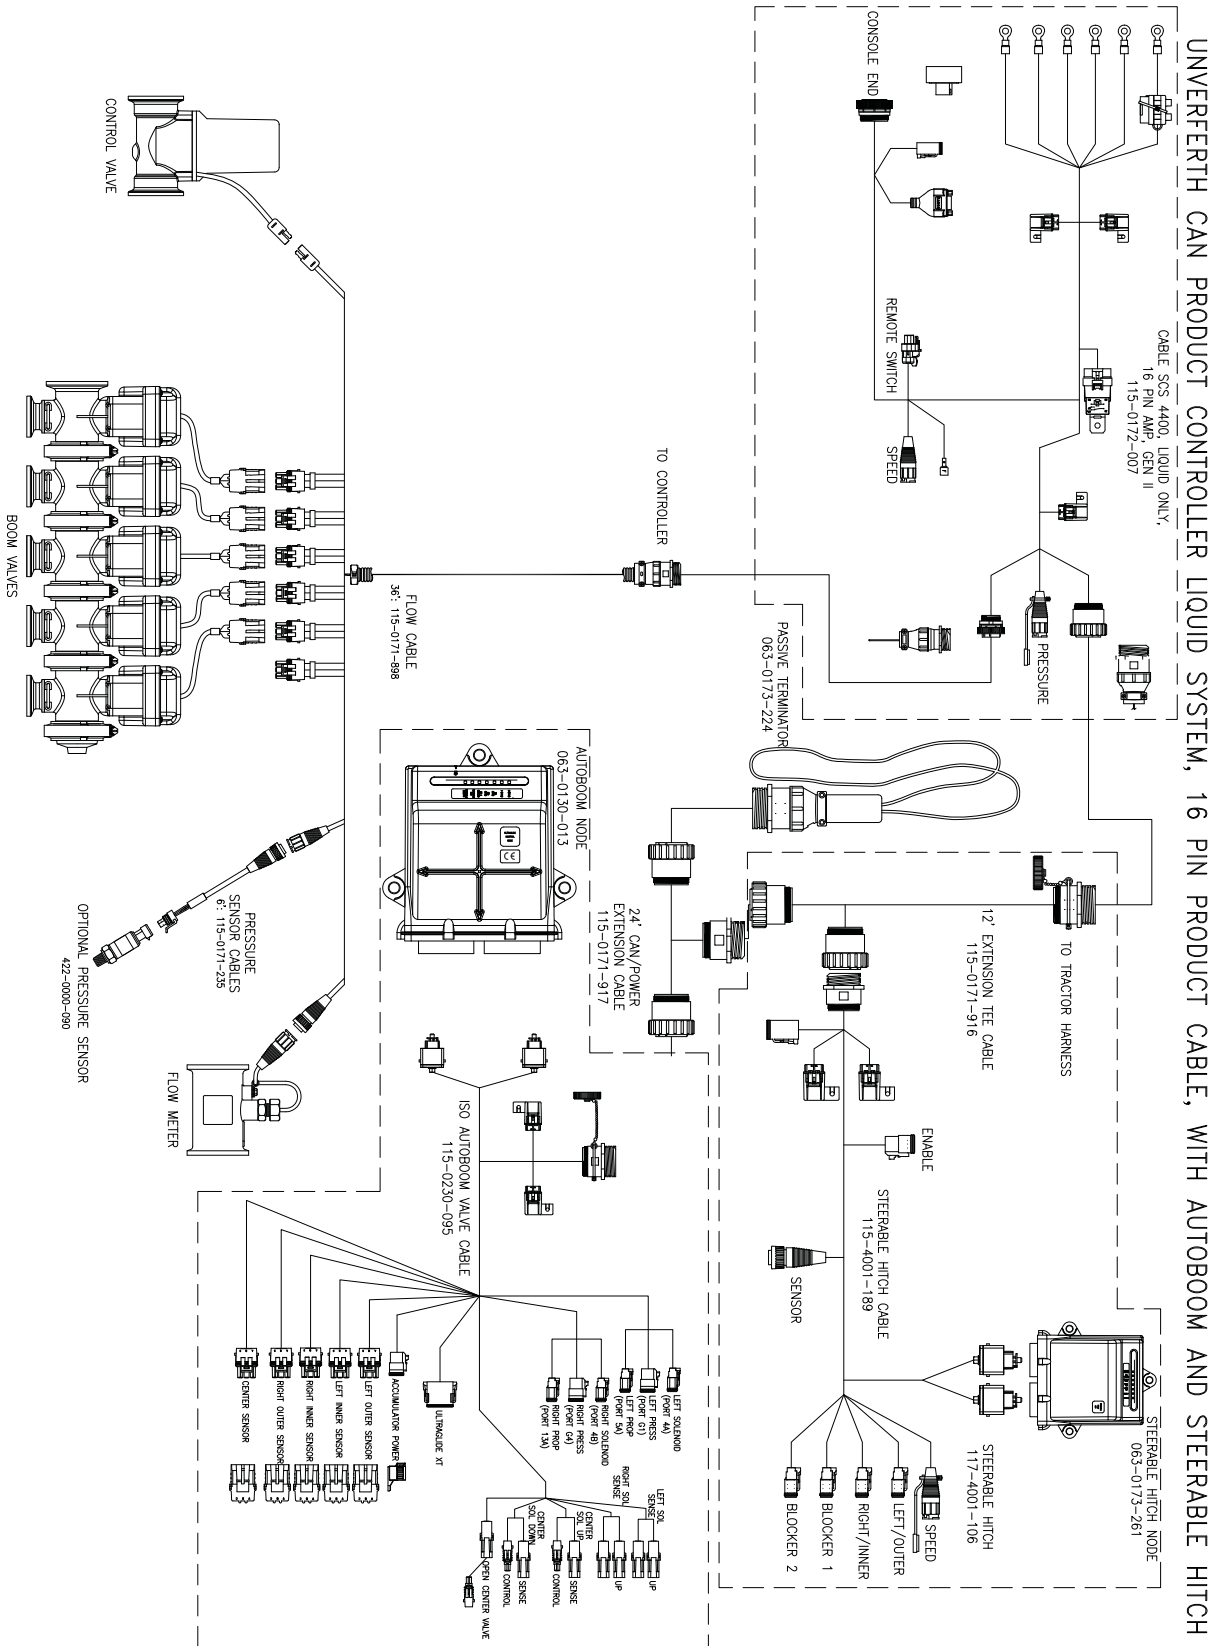 UNVERFERTH CAN PRODUCT CONTROLLER LIQUID SYSTEM, 16 PIN PRODUCT CABLE, WITH AUTOBOOM AND STEERABLE HITCH
CABLE SCS 4400, LIQUID ONLY,
16 PIN AMP, GEN II
115-0172-007
CONSOLE END
REMOTE SWITCH
SPEED
PRESSURE
TO CONTROLLER
PASSIVE TERMINATOR
063-0173-224
TO TRACTOR HARNESS
12' EXTENSION TEE CABLE
115-0171-916
ENABLE
STEERABLE HITCH CABLE
115-4001-189
SENSOR
STEERABLE HITCH NODE
063-0173-261
STEERABLE HITCH
117-4001-106
SPEED
LEFT/OUTER
RIGHT/INNER
BLOCKER 1
BLOCKER 2
24' CAN/POWER
EXTENSION CABLE
115-0171-917
AUTOBOOM NODE
063-0130-013
CE
CONTROL VALVE
FLOW CABLE
36': 115-0171-898
BOOM VALVES
PRESSURE
SENSOR CABLES
6': 115-0171-235
OPTIONAL PRESSURE SENSOR
422-0000-090
FLOW METER
ISO AUTOBOOM VALVE CABLE
115-0230-095
LEFT SOLENOID
(PORT 4A)
LEFT PRESS
(PORT G1)
LEFT PROP
(PORT 5A)
RIGHT SOLENOID
(PORT 4B)
RIGHT PRESS
(PORT G4)
RIGHT PROP
(PORT 13A)
ULTRAGLIDE XT
ACCUMULATOR POWER
LEFT OUTER SENSOR
LEFT INNER SENSOR
RIGHT INNER SENSOR
RIGHT OUTER SENSOR
CENTER SENSOR
LEFT SOL
SENSE
UP
RIGHT SOL
SENSE
UP
CENTER
SOL UP
SENSE
CONTROL
CENTER
SOL DOWN
SENSE
CONTROL
OPEN CENTER VALVE